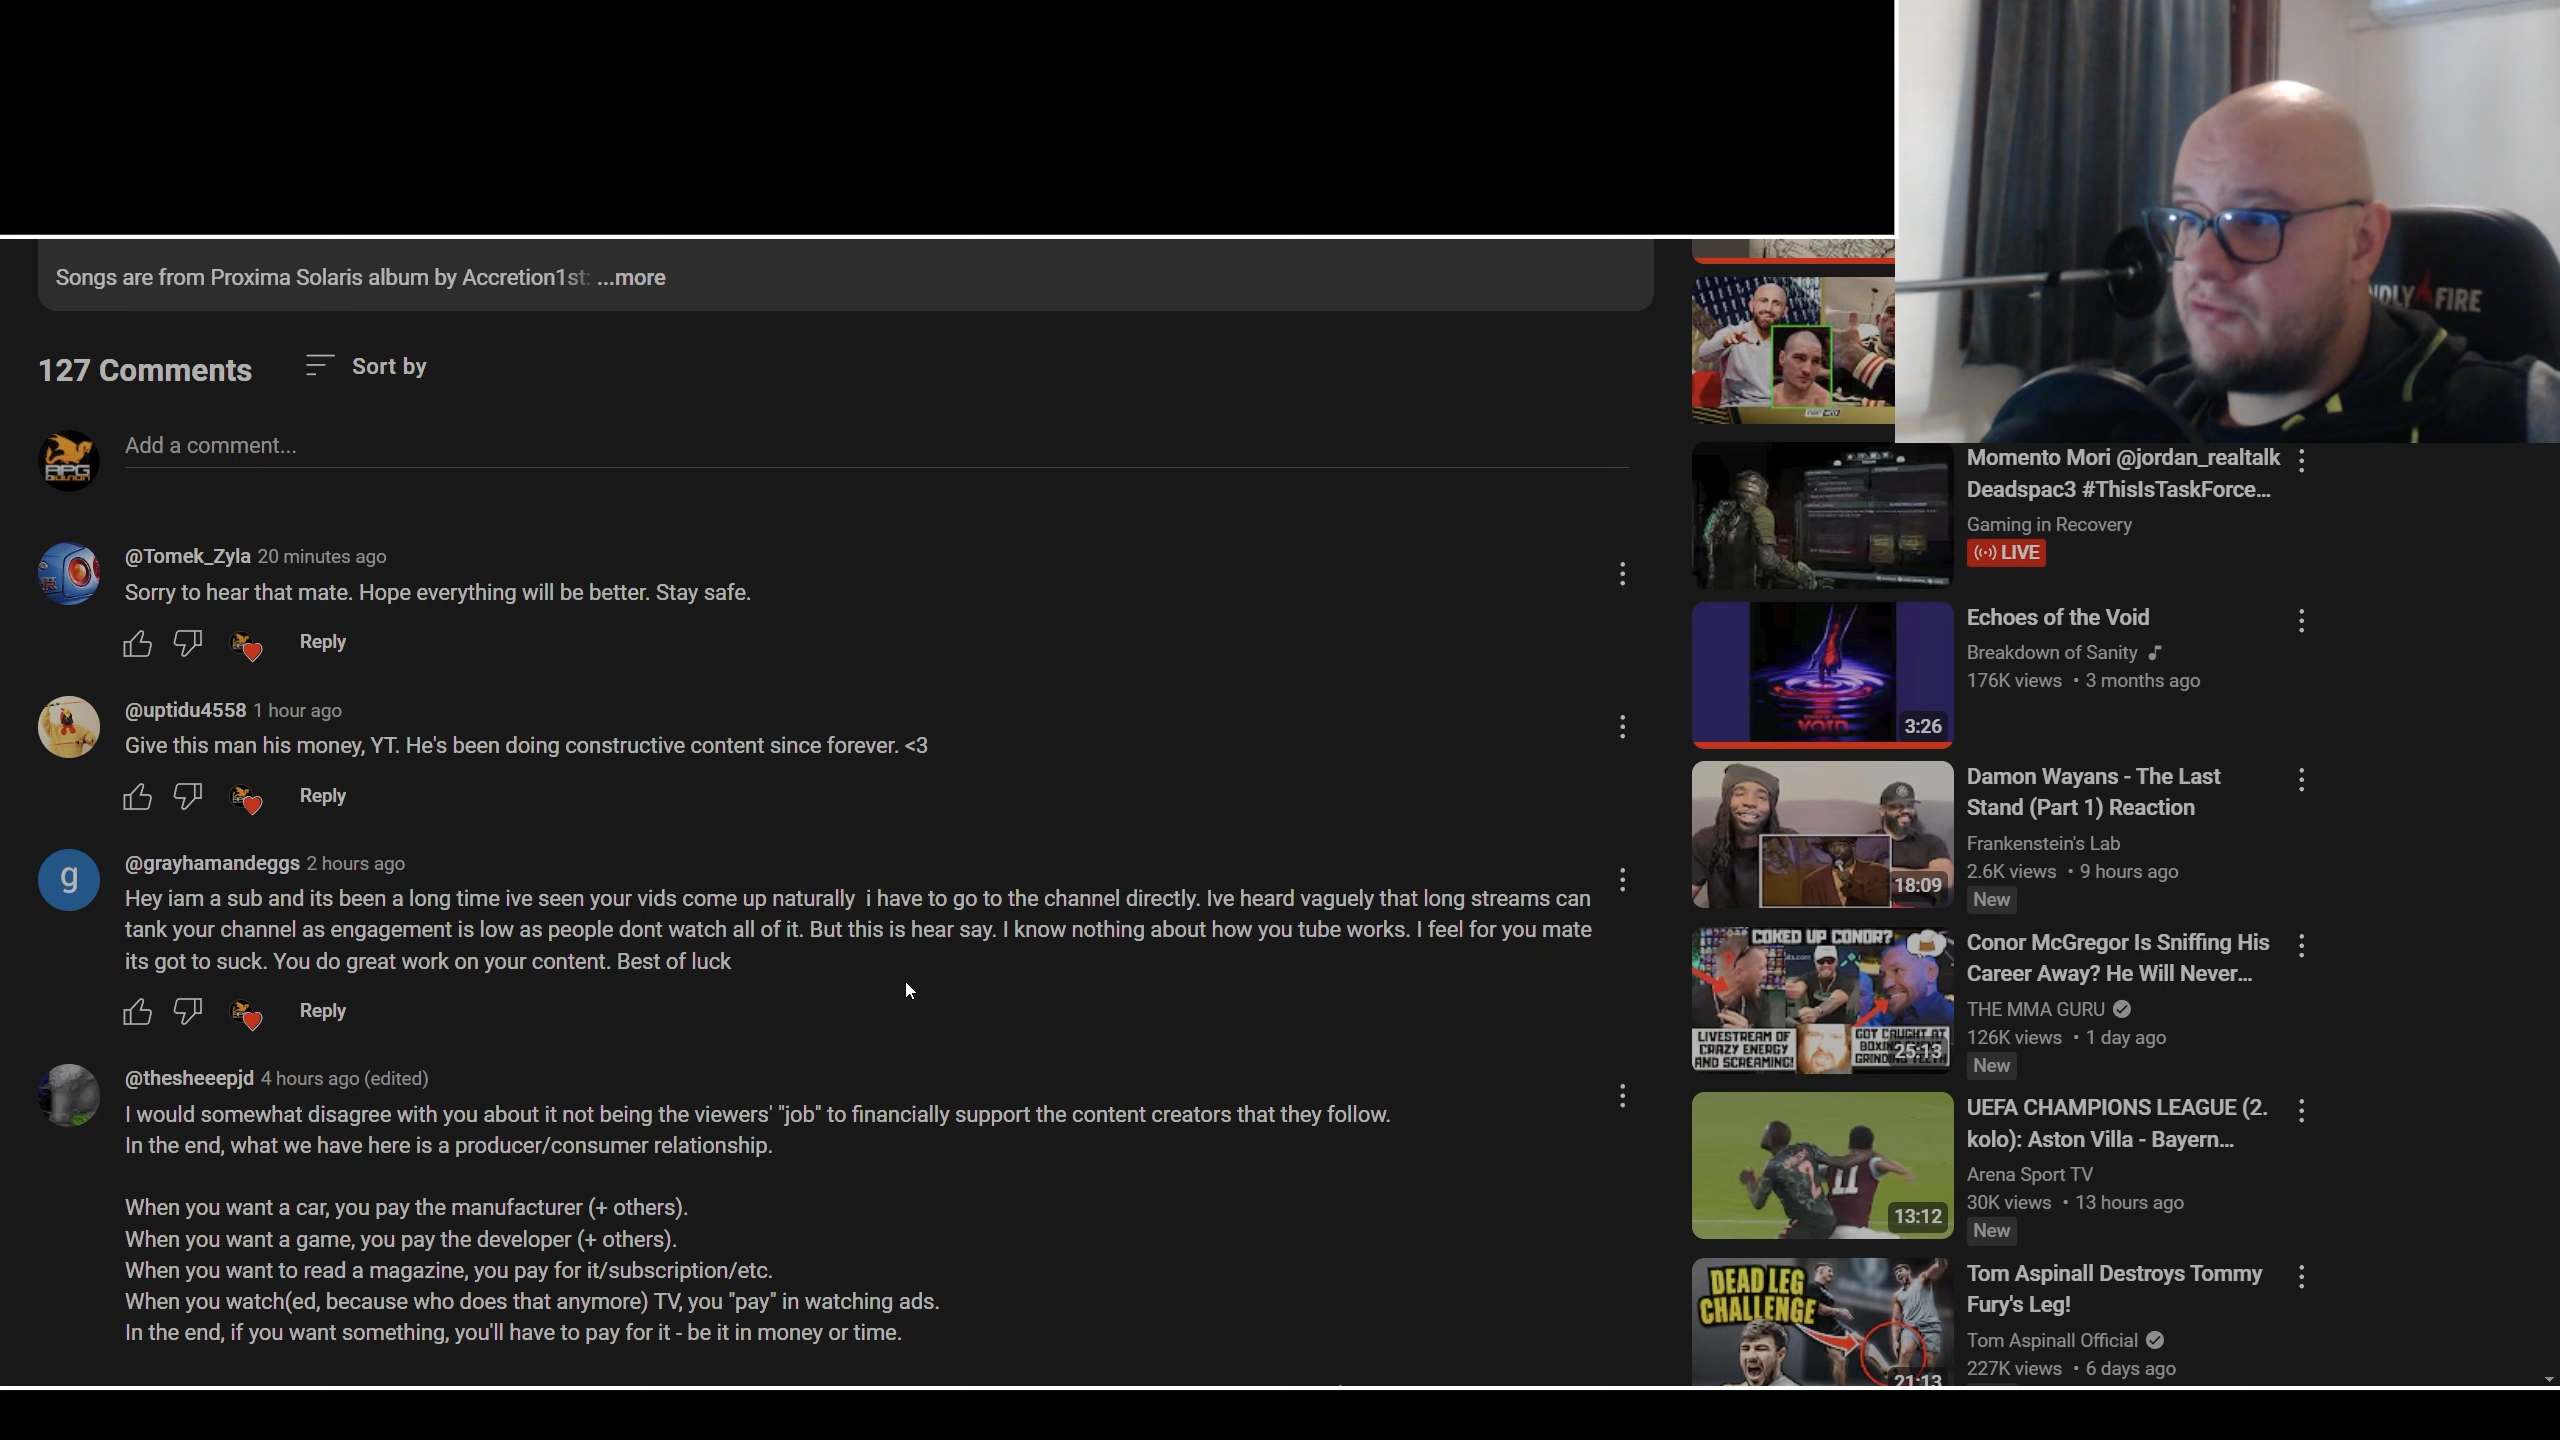 Songs are from Proxima Solaris album by Accretion1st: ...more
127 Comments
Sort by
Add a comment...
@Tomek_Zyla 20 minutes ago
Sorry to hear that mate. Hope everything will be better. Stay safe.
Reply
@uptidu4558 1 hour ago
Give this man his money, YT. He's been doing constructive content since forever. <3
Reply
g
@grayhamandeggs 2 hours ago
Hey iam a sub and its been a long time ive seen your vids come up naturally i have to go to the channel directly. Ive heard vaguely that long streams can
tank your channel as engagement is low as people dont watch all of it. But this is hear say. I know nothing about how you tube works. I feel for you mate
its got to suck. You do great work on your content. Best of luck
Reply
@thesheeepjd 4 hours ago (edited)
I would somewhat disagree with you about it not being the viewers' "job" to financially support the content creators that they follow.
In the end, what we have here is a producer/consumer relationship.
When you want a car, you pay the manufacturer (+ others).
When you want a game, you pay the developer (+ others).
When you want to read a magazine, you pay for it/subscription/etc.
When you watch(ed, because who does that anymore) TV, you "pay" in watching ads.
In the end, if you want something, you'll have to pay for it - be it in money or time.
NDLY FIRE
Momento Mori @jordan_realtalk
Deadspac3 #ThisIsTaskForce...
Gaming in Recovery
LIVE
VOID
3:26
Echoes of the Void
Breakdown of Sanity
176K views • 3 months ago
18:09
Damon Wayans - The Last
Stand (Part 1) Reaction
Frankenstein's Lab
2.6K views • 9 hours ago
New
COKED UP CONOR?
LIVESTREAM OF
CRAZY ENERGY
AND SCREAMING!
GOT CAUGHT AT
25:13
Conor McGregor Is Sniffing His
Career Away? He Will Never...
THE MMA GURU
126K views • 1 day ago
New
11
13:12
UEFA CHAMPIONS LEAGUE (2.
kolo): Aston Villa - Bayern...
Arena Sport TV
30K views • 13 hours ago
New
DEAD LEG
CHALLENGE
21:13
Tom Aspinall Destroys Tommy
Fury's Leg!
Tom Aspinall Official
227K views • 6 days ago